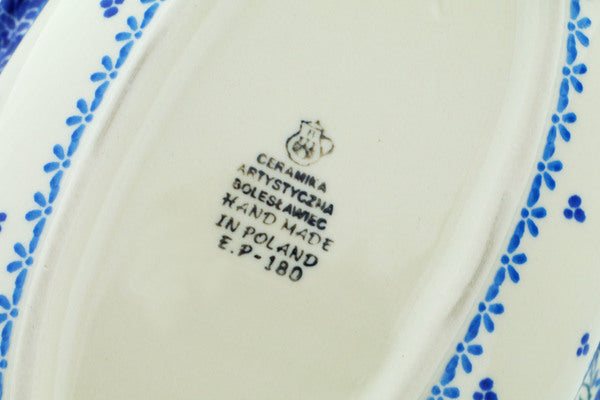 CERAMIKA
ARTYSTYCZNA
BOLESŁAWIEC
HAND MADE
IN POLAND
E.P-180